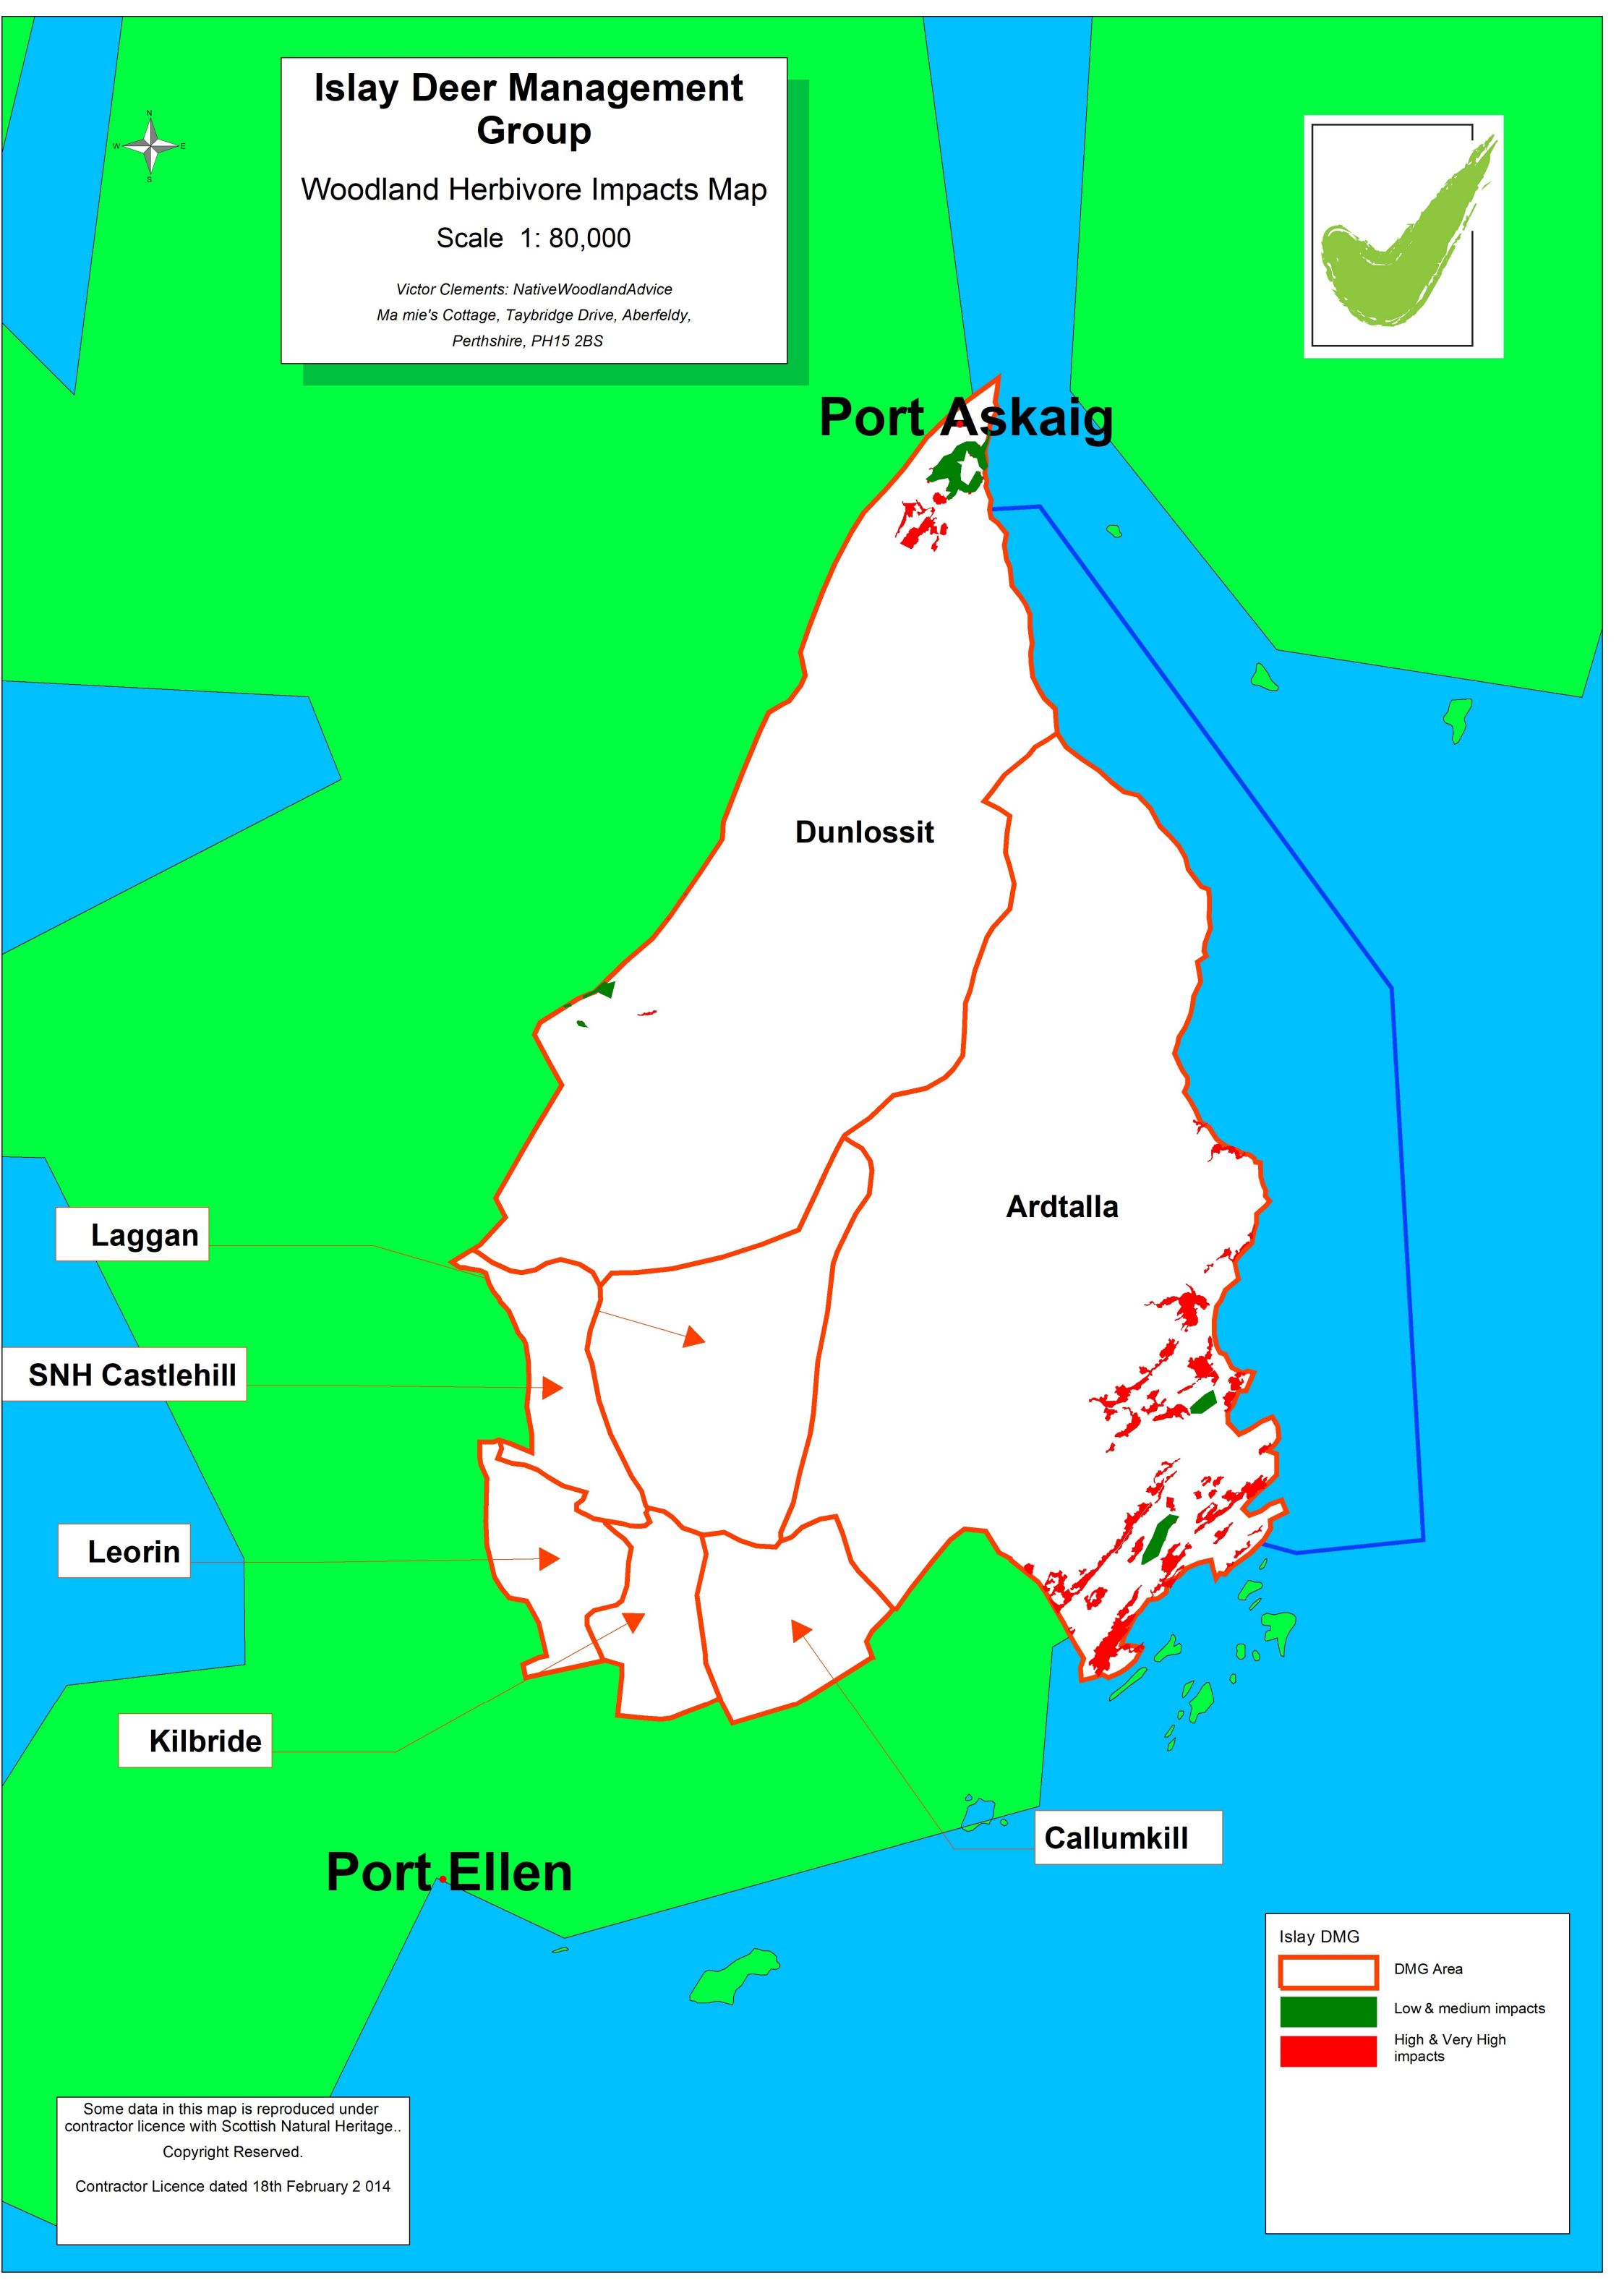 Islay Deer Management
Group
Woodland Herbivore Impacts Map
Scale 1: 80,000
Victor Clements: NativeWoodlandAdvice
Ma mie's Cottage, Taybridge Drive, Aberfeldy,
Perthshire, PH15 2BS
N
W
E
S
Port Askaig
Dunlossit
Ardtalla
Laggan
SNH Castlehill
Leorin
Kilbride
Callumkill
Port Ellen
Islay DMG
DMG Area
Low & medium impacts
High & Very High
impacts
Some data in this map is reproduced under
contractor licence with Scottish Natural Heritage..
Copyright Reserved.
Contractor Licence dated 18th February 2 014